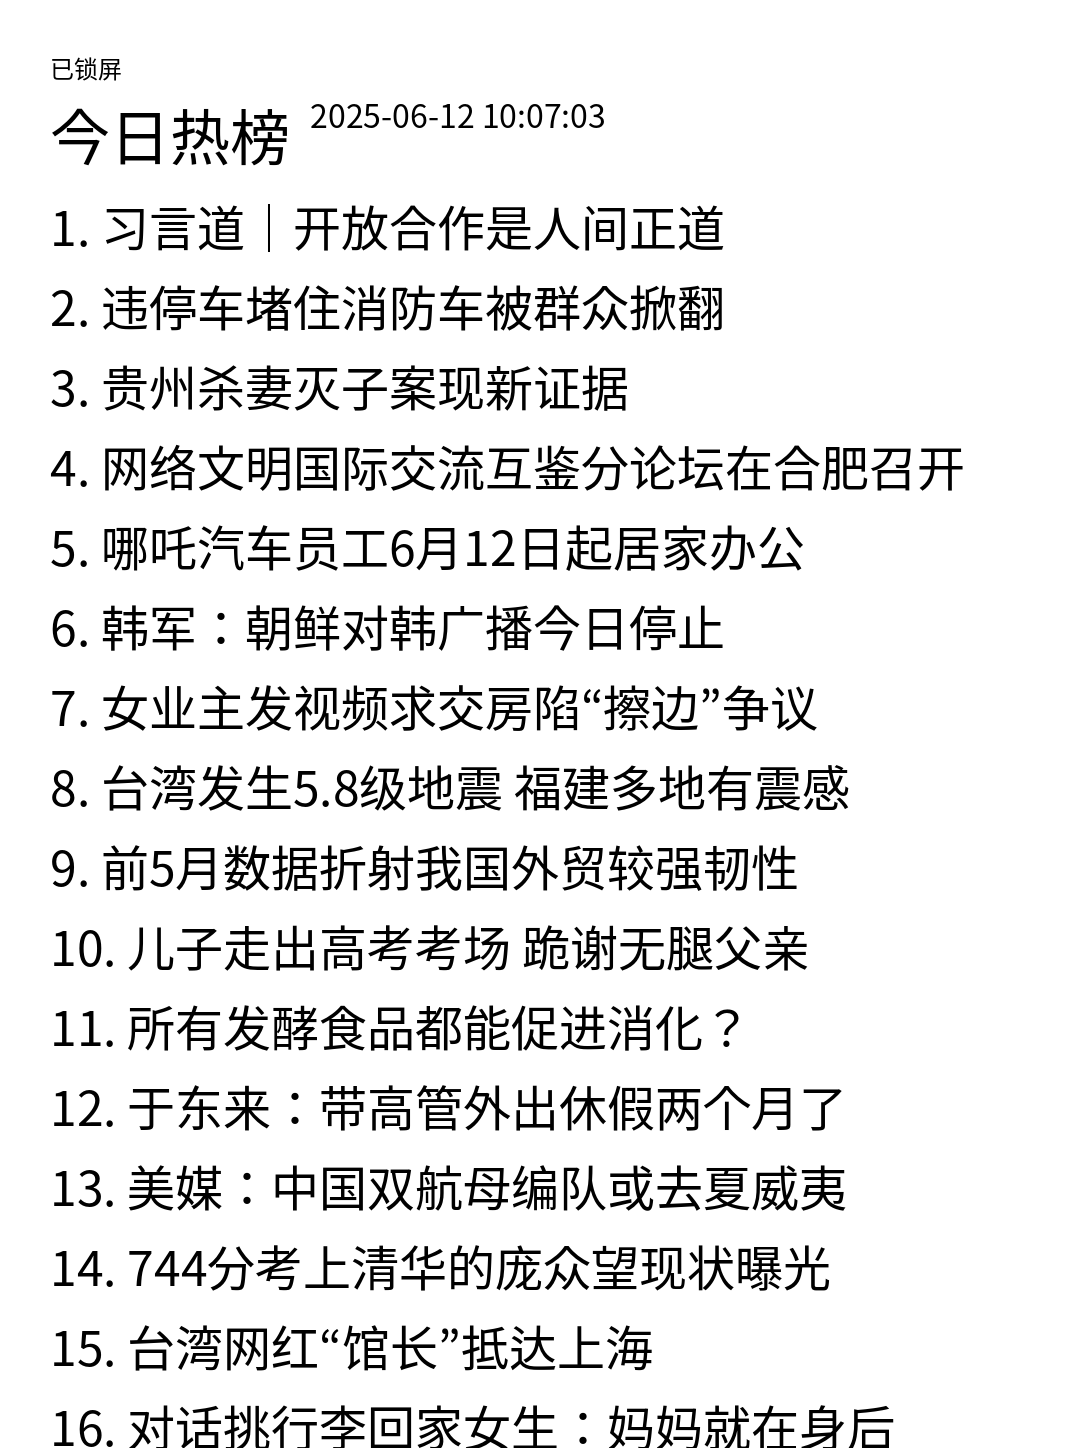 已锁屏
今日热榜 2025-06-12 10:07:03
1. 习言道｜开放合作是人间正道
2. 违停车堵住消防车被群众掀翻
3. 贵州杀妻灭子案现新证据
4. 网络文明国际交流互鉴分论坛在合肥召开
5. 哪吒汽车员工6月12日起居家办公
6. 韩军：朝鲜对韩广播今日停止
7. 女业主发视频求交房陷“擦边”争议
8. 台湾发生5.8级地震 福建多地有震感
9. 前5月数据折射我国外贸较强韧性
10. 儿子走出高考考场 跪谢无腿父亲
11. 所有发酵食品都能促进消化？
12. 于东来：带高管外出休假两个月了
13. 美媒：中国双航母编队或去夏威夷
14. 744分考上清华的庞众望现状曝光
15. 台湾网红“馆长”抵达上海
16. 对话挑行李回家女生：妈妈就在身后